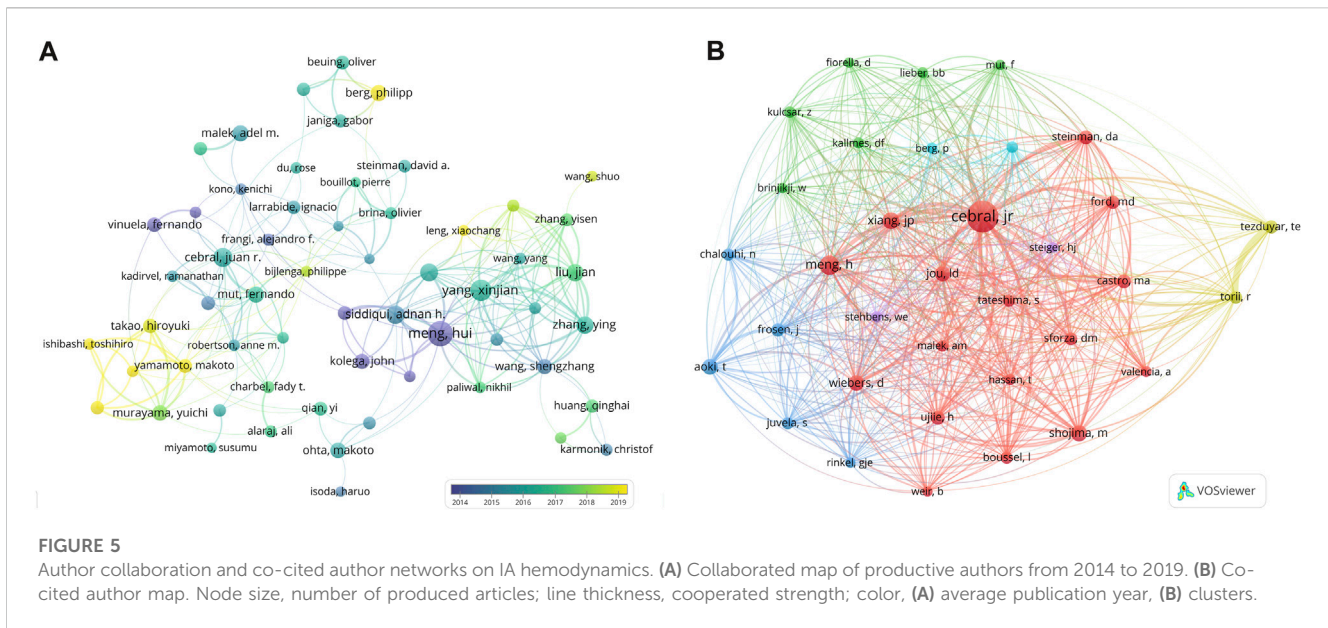 A
beuing, oliver
berg, philipp
janiga, gabor
malek, adel m.
du, rose
steinman, david a.
kono, kenichi
bouillot, pierre
wang, shuo
larrabide, ignacio
vinuela, fernando
brina, olivier
zhang, yisen
frangi, alejandro f.
leng, xiaochang
cebral, juan r.
wang, yang
bijlenga, philippe
liu, jian
kadirvel, ramanathan
mut, fernando
yang, xinjian
siddiqui, adnan h.
zhang, ying
takao, hiroyuki
meng, hui
ishibashi, toshihiro
robertson, anne m.
yamamoto, makoto
kolega, john
wang, shengzhang
charbel, fady t.
paliwal, nikhil
murayama, yuichi
qian, yi
huang, qinghai
alaraj, ali
miyamoto, susumu
ohta, makoto
karmonik, christof
isoda, haruo
2014 2015 2016 2017 2018 2019
B
fiorella, d
lieber, bb
mut, f
kulcsar, z
steinman, da
kallmes, df
berg, p
brinjikji, w
ford, md
xiang, jp
cebral, jr
tezduyar, te
steiger, hj
chalouhi, n
meng, h
jou, ld
castro, ma
tateshima, s
torii, r
stehbens, we
frosen, j
sforza, dm
malek, am
aoki, t
valencia, a
wiebers, d
hassan, t
ujiie, h
juvela, s
shojima, m
rinkel, gje
boussel, l
weir, b
VOSviewer
FIGURE 5
Author collaboration and co-cited author networks on IA hemodynamics. (A) Collaborated map of productive authors from 2014 to 2019. (B) Co-
cited author map. Node size, number of produced articles; line thickness, cooperated strength; color, (A) average publication year, (B) clusters.